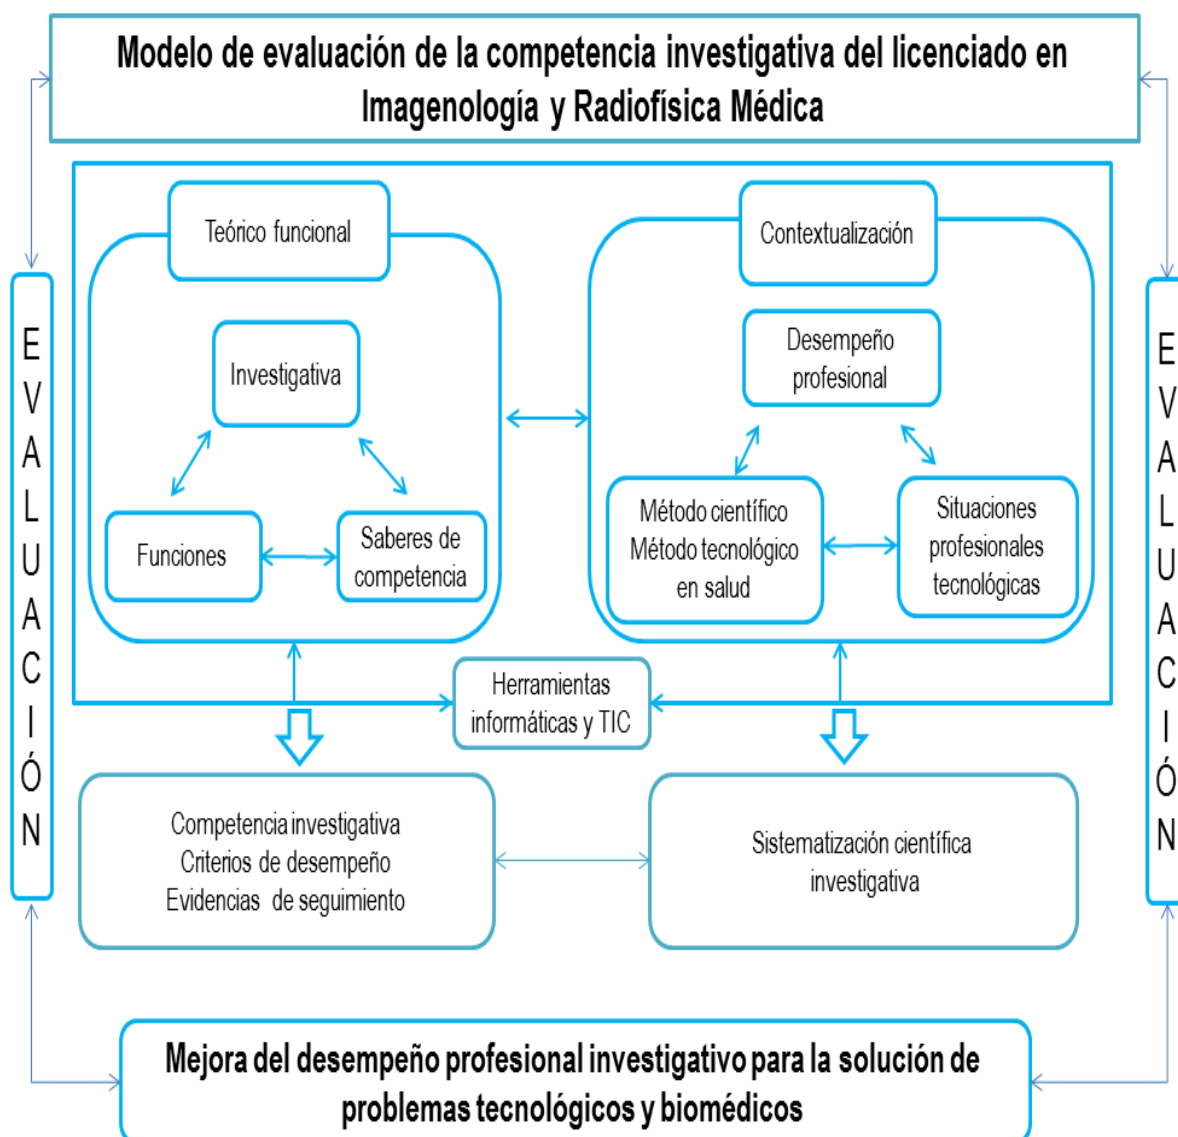 Modelo de evaluación de la competencia investigativa del licenciado en
Imagenología y Radiofísica Médica
Teórico funcional
Contextualización
EVALUACIÓN
Investigativa
Funciones
Saberes de
competencia
Desempeño
profesional
Método científico
Método tecnológico
en salud
Situaciones
profesionales
tecnológicas
EVALUACIÓN
Herramientas
informáticas y TIC
Competencia investigativa
Criterios de desempeño
Evidencias de seguimiento
Sistematización científica
investigativa
Mejora del desempeño profesional investigativo para la solución de
problemas tecnológicos y biomédicos